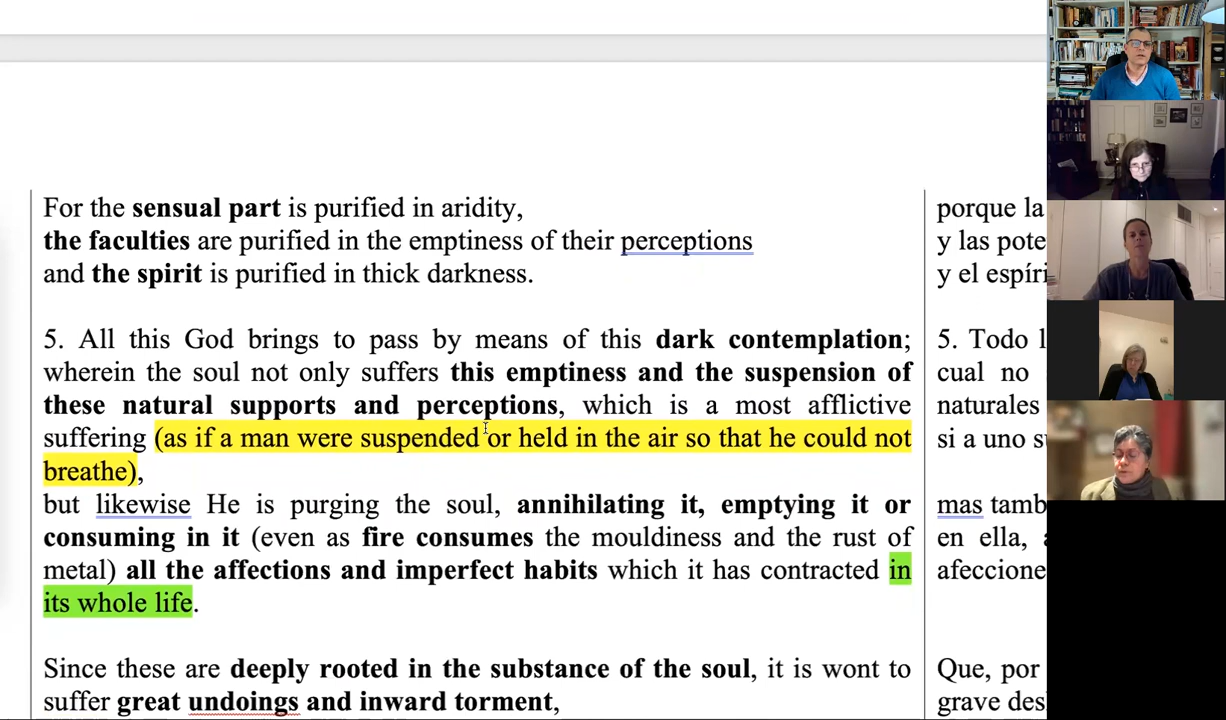 For the sensual part is purified in aridity,
the faculties are purified in the emptiness of their perceptions
and the spirit is purified in thick darkness.
5. All this God brings to pass by means of this dark contemplation;
wherein the soul not only suffers this emptiness and the suspension of
these natural supports and perceptions, which is a most afflictive
suffering (as if a man were suspended or held in the air so that he could not
breathe),
but likewise He is purging the soul, annihilating it, emptying it or
consuming in it (even as fire consumes the mouldiness and the rust of
metal) all the affections and imperfect habits which it has contracted in
its whole life.
Since these are deeply rooted in the substance of the soul, it is wont to
suffer great undoings and inward torment,
porque la
y las pote
y el espíri
5. Todo l
cual no
naturales
si a uno su
mas tamb
en ella,
afeccione
Que, por
grave des